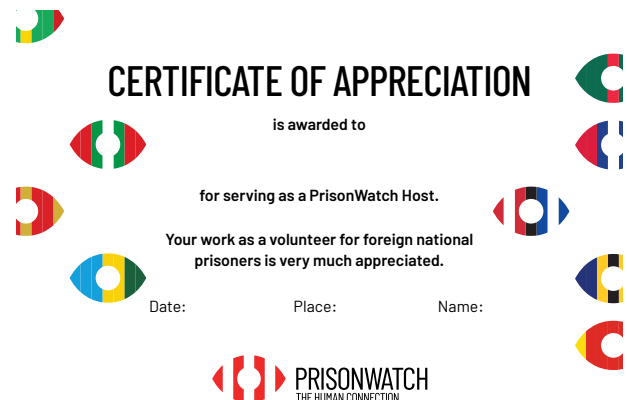 CERTIFICATE OF APPRECIATION
is awarded to
for serving as a PrisonWatch Host.
Your work as a volunteer for foreign national
prisoners is very much appreciated.
Date: Place: Name:
PRISONWATCH
THE HUMAN CONNECTION